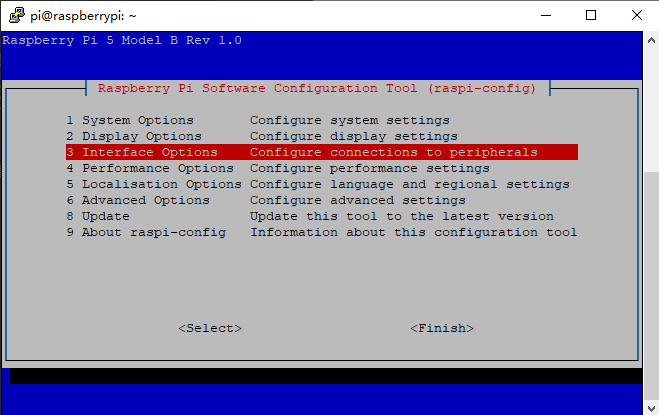 pi@raspberrypi: ~
Raspberry Pi 5 Model B Rev 1.0
Raspberry Pi Software Configuration Tool (raspi-config)
1 System Options Configure system settings
2 Display Options Configure display settings
3 Interface Options Configure connections to peripherals
4 Performance Options Configure performance settings
5 Localisation Options Configure language and regional settings
6 Advanced Options Configure advanced settings
8 Update Update this tool to the latest version
9 About raspi-config Information about this configuration tool
<Select> <Finish>